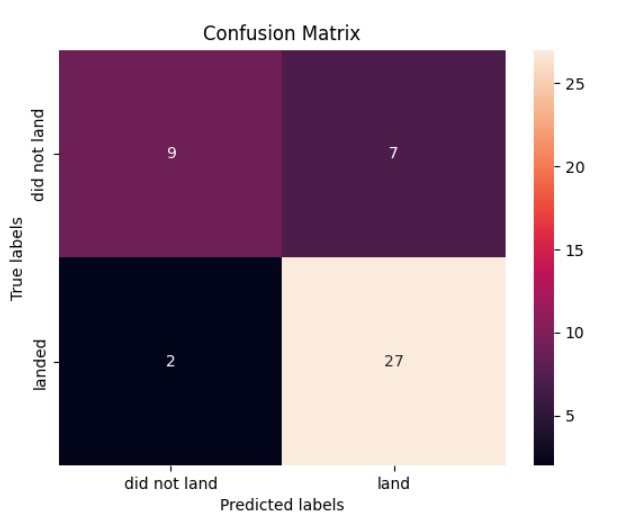 Confusion Matrix
True labels
did not land
9
7
landed
2
27
did not land
land
Predicted labels
25
20
15
10
5